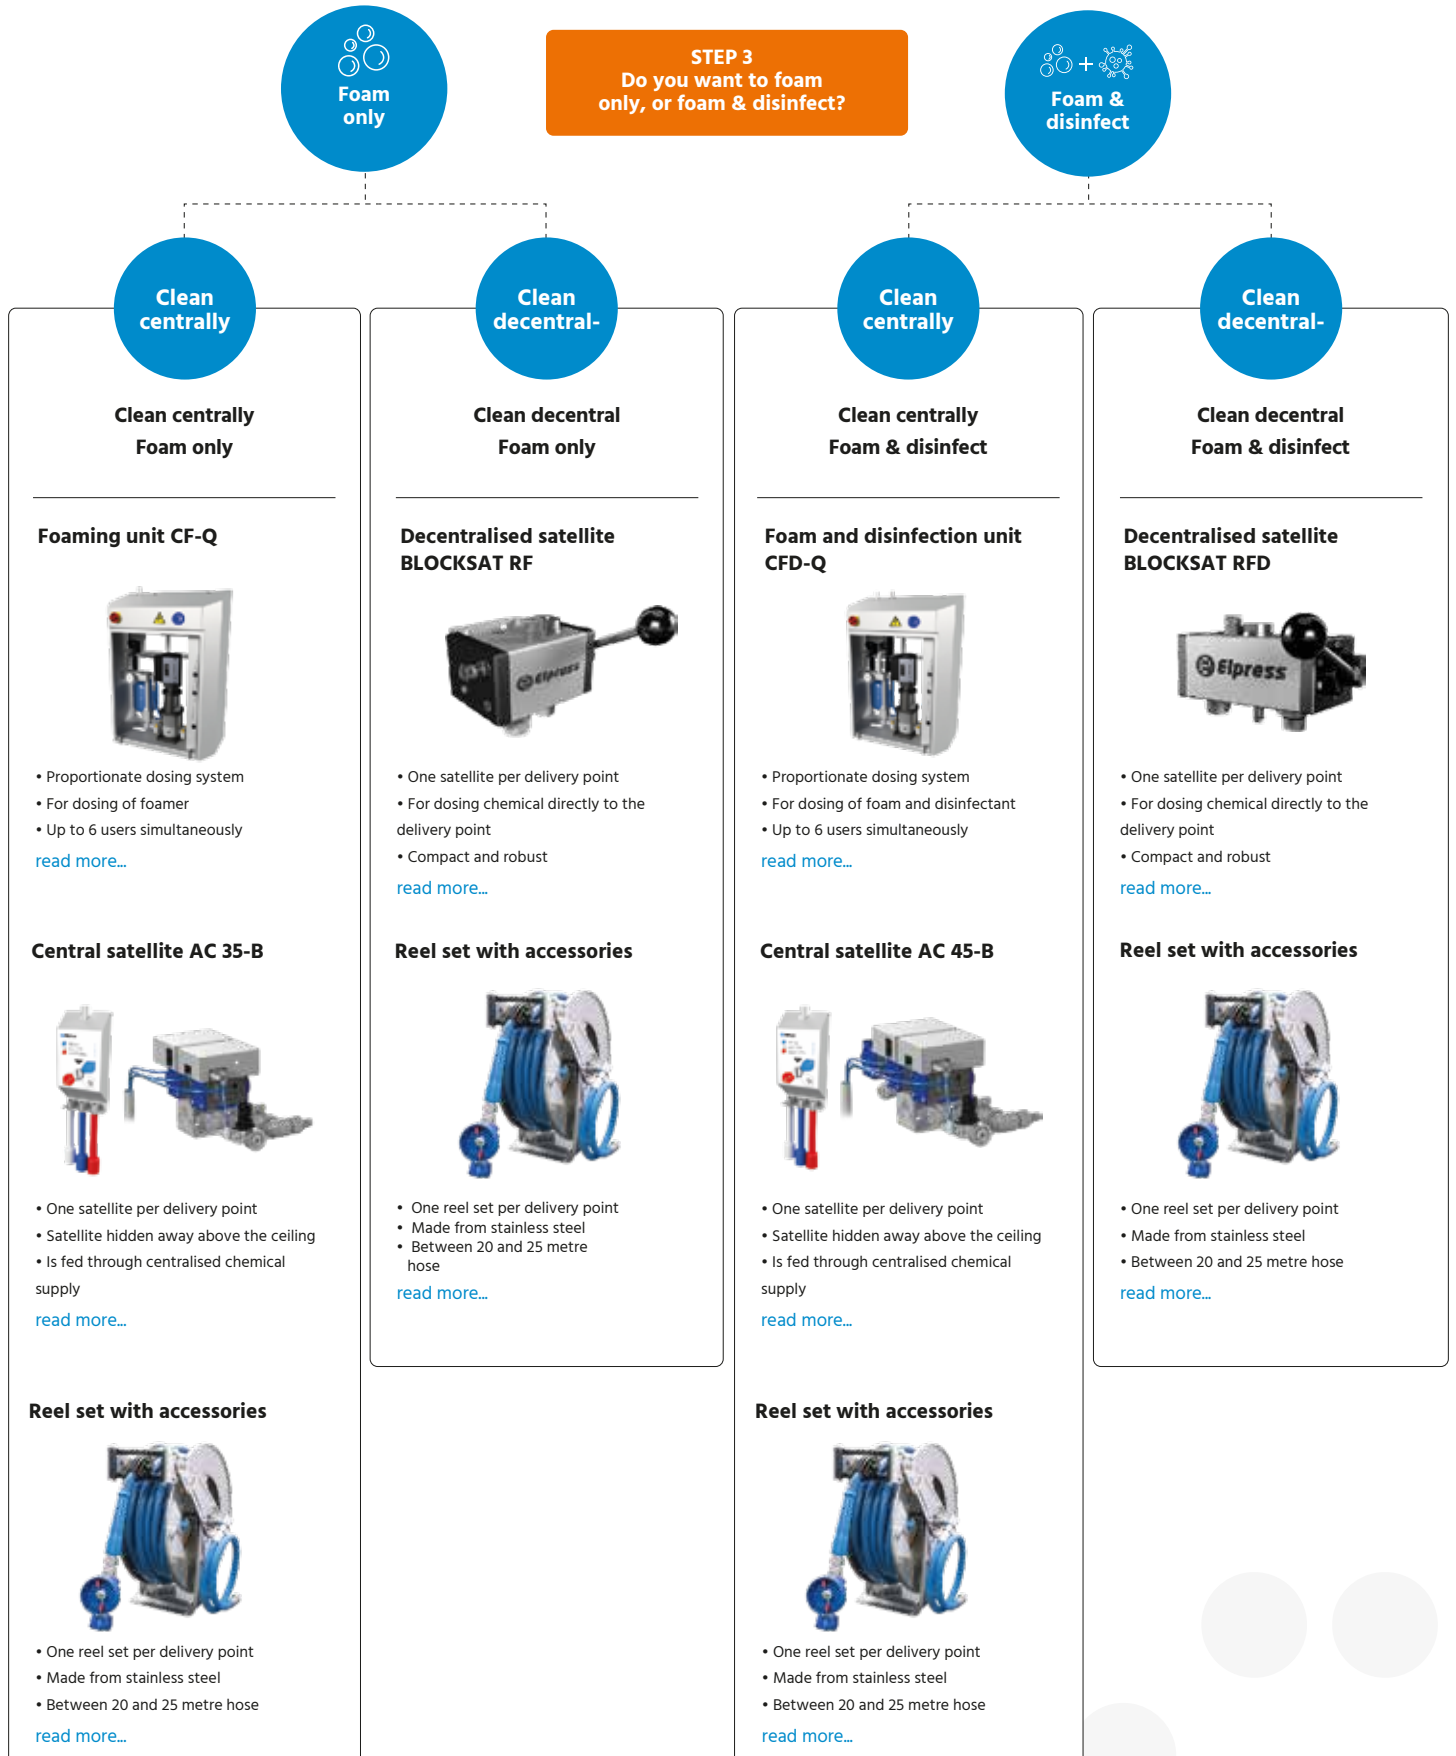 Foam
only
STEP 3
Do you want to foam
only, or foam & disinfect?
Foam &
disinfect
Clean
centrally
Clean
decentral-
Clean
centrally
Clean
decentral-
Clean centrally
Foam only
Foaming unit CF-Q
• Proportionate dosing system
• For dosing of foamer
• Up to 6 users simultaneously
read more...
Central satellite AC 35-B
• One satellite per delivery point
• Satellite hidden away above the ceiling
• Is fed through centralised chemical
supply
read more...
Reel set with accessories
• One reel set per delivery point
• Made from stainless steel
• Between 20 and 25 metre hose
read more...
Clean decentral
Foam only
Decentralised satellite
BLOCKSAT RF
Elpress
• One satellite per delivery point
• For dosing chemical directly to the
delivery point
• Compact and robust
read more...
Reel set with accessories
• One reel set per delivery point
• Made from stainless steel
• Between 20 and 25 metre
hose
read more...
Clean centrally
Foam & disinfect
Foam and disinfection unit
CFD-Q
• Proportionate dosing system
• For dosing of foam and disinfectant
• Up to 6 users simultaneously
read more...
Central satellite AC 45-B
• One satellite per delivery point
• Satellite hidden away above the ceiling
• Is fed through centralised chemical
supply
read more...
Reel set with accessories
• One reel set per delivery point
• Made from stainless steel
• Between 20 and 25 metre hose
read more...
Clean decentral
Foam & disinfect
Decentralised satellite
BLOCKSAT RFD
Elpress
• One satellite per delivery point
• For dosing chemical directly to the
delivery point
• Compact and robust
read more...
Reel set with accessories
• One reel set per delivery point
• Made from stainless steel
• Between 20 and 25 metre hose
read more...